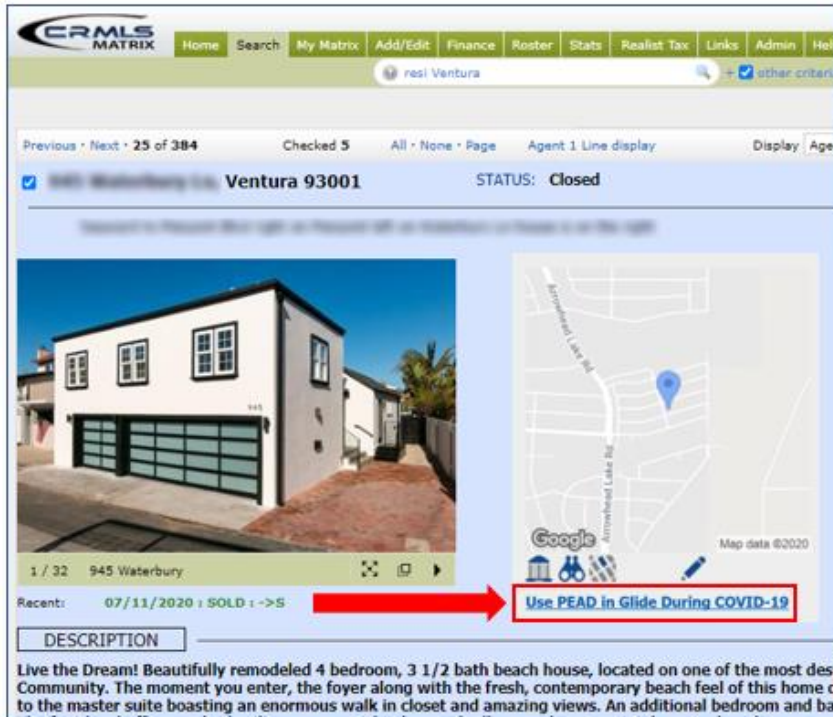 CRMLS
MATRIX
Home Search My Matrix Add/Edit Finance Roster Stats Realist Tax Links Admin
resi Ventura + other
Previous · Next · 25 of 384 Checked 5 All · None · Page Agent 1 Line display Display
Ventura 93001 STATUS: Closed
Arrowhead Lake Rd
945
Arrowhead Lake Rd
Google Map data ©2020
1 / 32 945 Waterbury
Recent: 07/11/2020 : SOLD : ->S Use PEAD in Glide During COVID-19
DESCRIPTION
Live the Dream! Beautifully remodeled 4 bedroom, 3 1/2 bath beach house, located on one of the most
Community. The moment you enter, the foyer along with the fresh, contemporary beach feel of this home
to the master suite boasting an enormous walk in closet and amazing views. An additional bedroom and